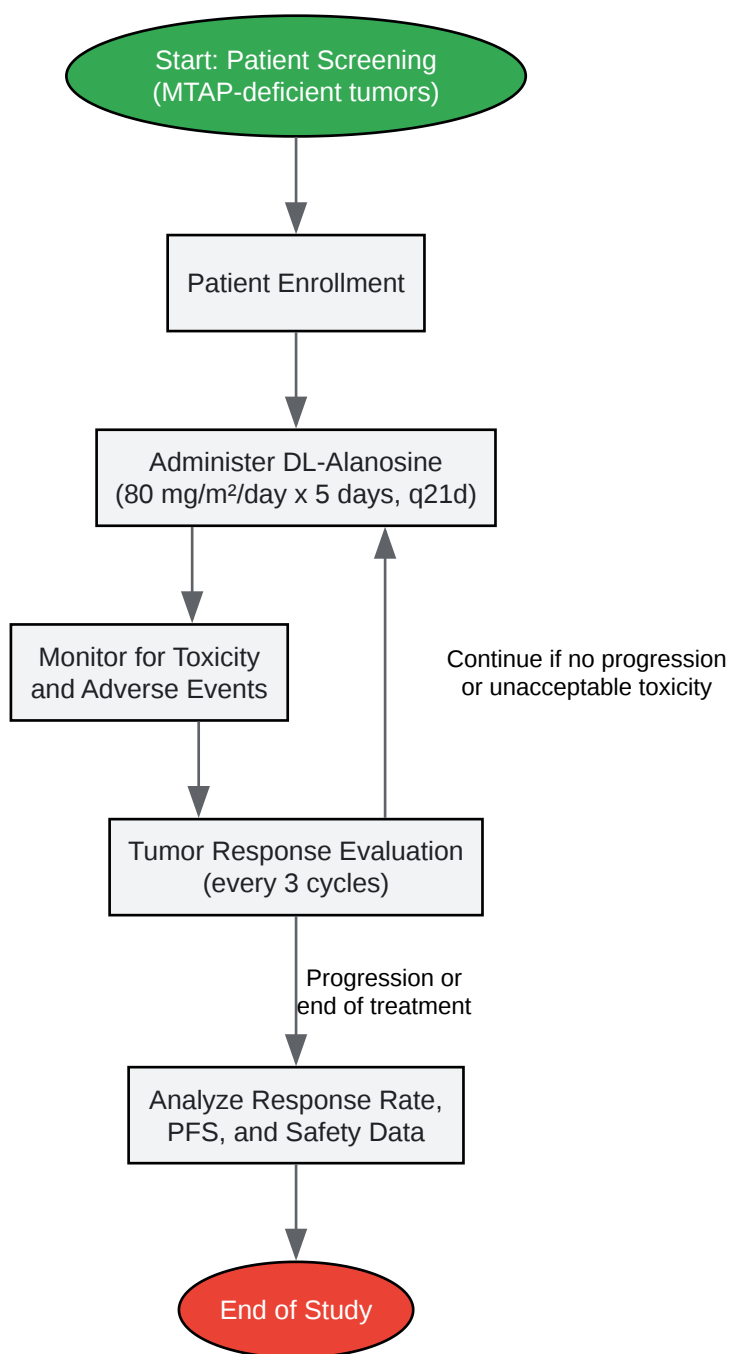 Start: Patient Screening
(MTAP-deficient tumors)
Patient Enrollment
Administer DL-Alanosine
(80 mg/m²/day x 5 days, q21d)
Monitor for Toxicity
and Adverse Events
Continue if no progression
or unacceptable toxicity
Tumor Response Evaluation
(every 3 cycles)
Progression or
end of treatment
Analyze Response Rate,
PFS, and Safety Data
End of Study